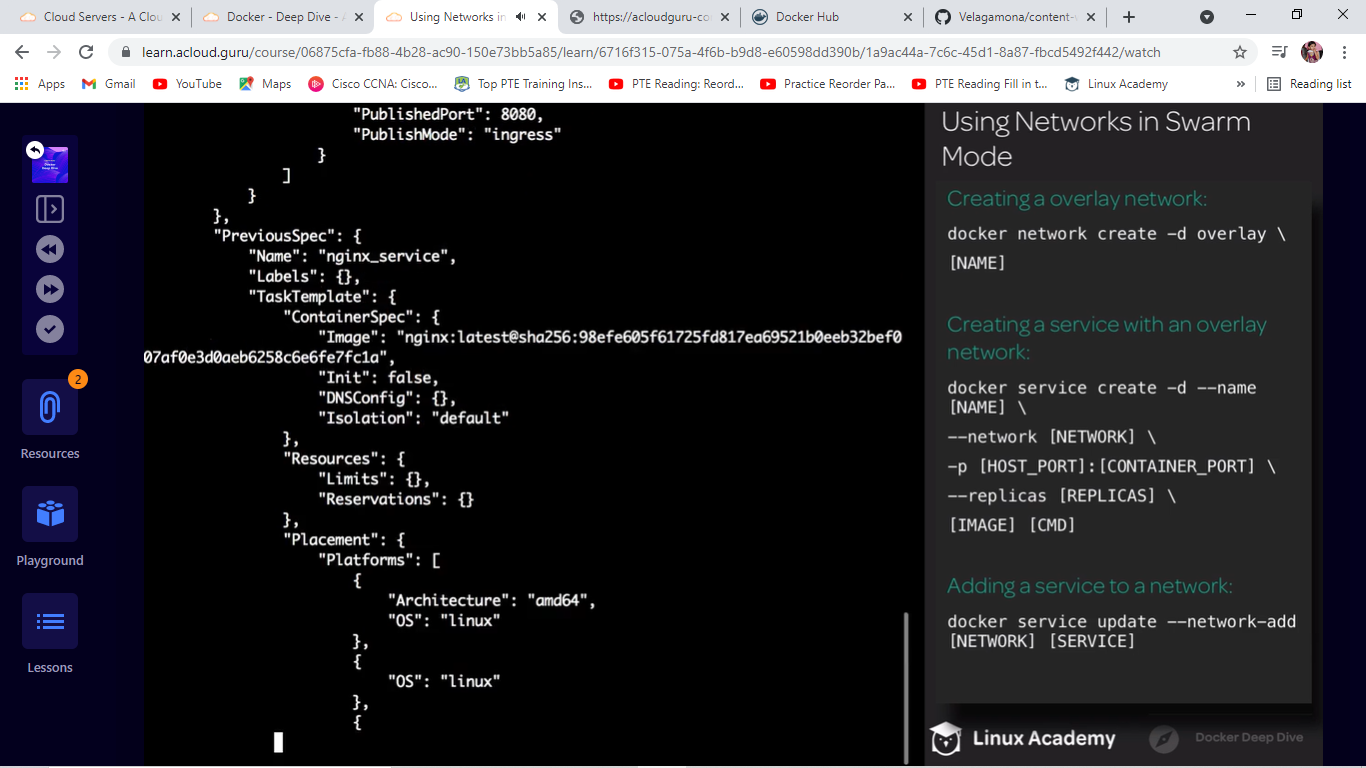 Cloud Servers - A Clou
Docker - Deep Dive - A
Using Networks in
https://acloudguru-co
Docker Hub
Velagamona/content-
learn.acloud.guru/course/06875cfa-fb88-4b28-ac90-150e73bb5a85/learn/6716f315-075a-4f6b-b9d8-e60598dd390b/1a9ac44a-7c6c-45d1-8a87-fbcd5492f442/watch
Apps
Gmail
YouTube
Maps
Cisco CCNA: Cisco...
Top PTE Training Ins...
PTE Reading: Reord...
Practice Reorder Pa...
PTE Reading Fill in t...
Linux Academy
»
Reading list
Docker
Deep Dive
2
Resources
Playground
Lessons
"PublishedPort": 8080,
"PublishMode": "ingress"
}
]
}
},
"PreviousSpec": {
"Name": "nginx_service",
"Labels": {},
"TaskTemplate": {
"ContainerSpec": {
"Image": "nginx:latest@sha256:98efe605f61725fd817ea69521b0eeb32bef0
07af0e3d0aeb6258c6e6fe7fc1a",
"Init": false,
"DNSConfig": {},
"Isolation": "default"
},
"Resources": {
"Limits": {},
"Reservations": {}
},
"Placement": {
"Platforms": [
{
"Architecture": "amd64",
"OS": "linux"
},
{
"OS": "linux"
},
{
Using Networks in Swarm
Mode
Creating a overlay network:
docker network create -d overlay \
[NAME]
Creating a service with an overlay
network:
docker service create -d --name
[NAME] \
--network [NETWORK] \
-p [HOST_PORT]:[CONTAINER_PORT] \
--replicas [REPLICAS] \
[IMAGE] [CMD]
Adding a service to a network:
docker service update --network-add
[NETWORK] [SERVICE]
Linux Academy
Docker Deep Dive